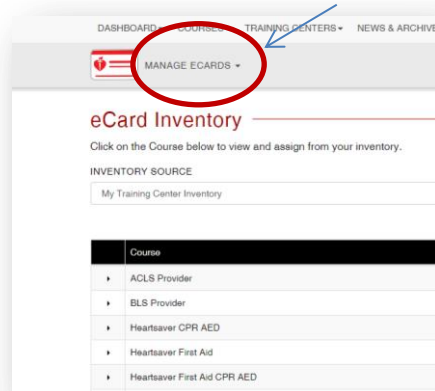 DASHBOARD COURSES TRAINING CENTERS NEWS & ARCHIVE
MANAGE ECARDS
eCard Inventory
Click on the Course below to view and assign from your inventory.
INVENTORY SOURCE
My Training Center Inventory
Course
ACLS Provider
BLS Provider
Heartsaver CPR AED
Heartsaver First Aid
Heartsaver First Aid CPR AED